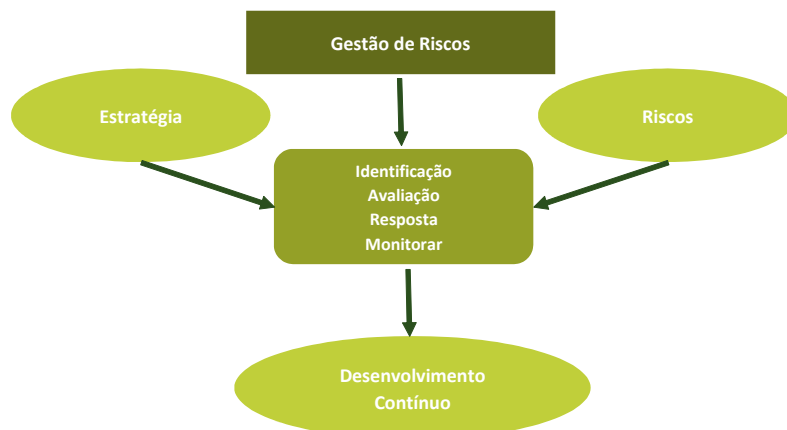 Gestão de Riscos
Estratégia
Riscos
Identificação
Avaliação
Resposta
Monitorar
Desenvolvimento
Contínuo